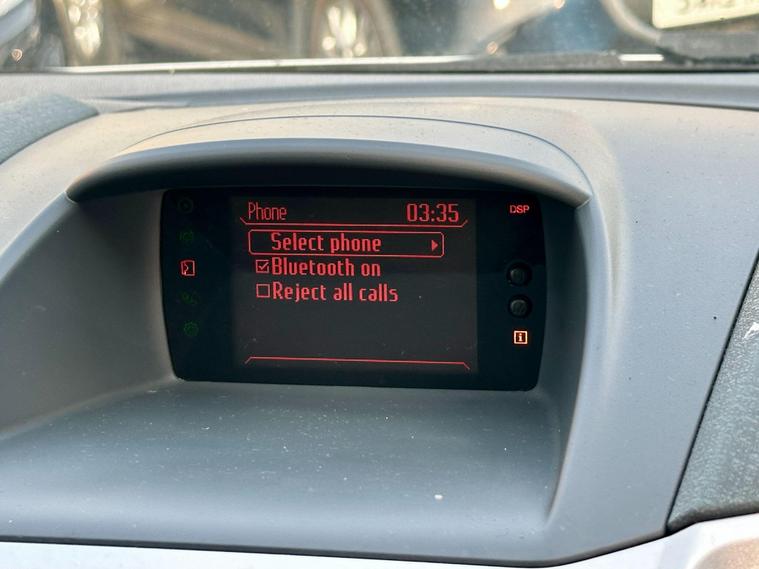 Phone 03:35
DSP
Select phone
Bluetooth on
Reject all calls
i